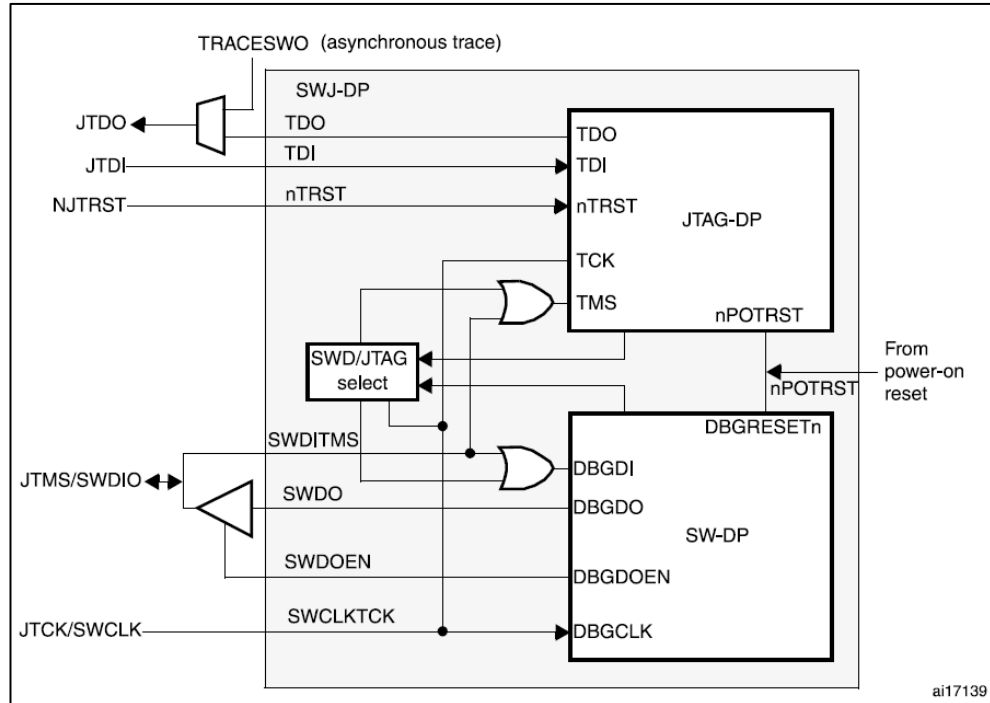 TRACESWO (asynchronous trace)
SWJ-DP
JTDO
TDO
TDO
JTDI
TDI
TDI
NJTRST
nTRST
nTRST
JTAG-DP
TCK
TMS
nPOTRST
SWD/JTAG
select
From
power-on
reset
nPOTRST
DBGRESETn
SWDITMS
DBGDI
JTMS/SWDIO
SWDO
DBGDO
SW-DP
SWDOEN
DBGDOEN
JTCK/SWCLK
SWCLKTCK
DBGCLK
ai17139